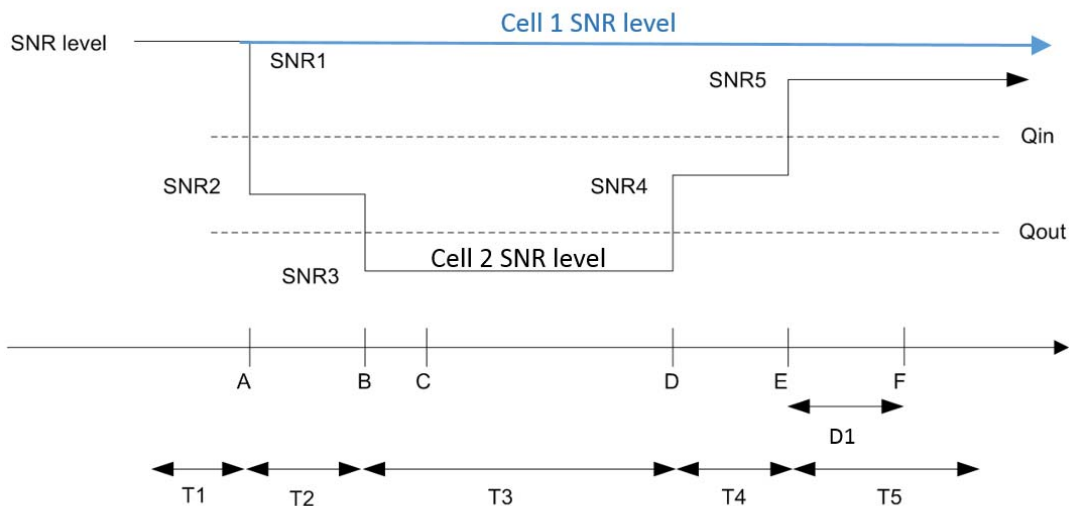 Cell 1 SNR level
SNR level
SNR1
SNR5
Qin
SNR2
SNR4
Qout
Cell 2 SNR level
SNR3
A B C D E F
D1
T1 T2 T3 T4 T5